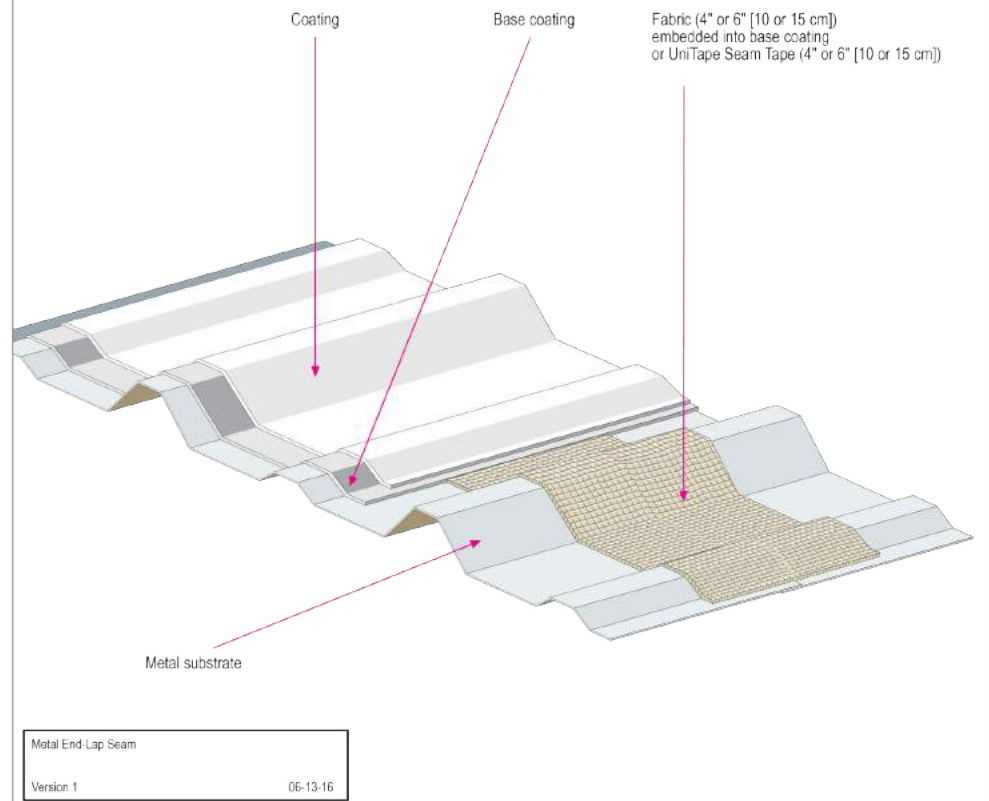 Coating
Base coating
Fabric (4" or 6" [10 or 15 cm])
embedded into base coating
or UniTape Seam Tape (4" or 6" [10 or 15 cm])
Metal substrate
Metal End-Lap Seam
Version 1
06-13-16